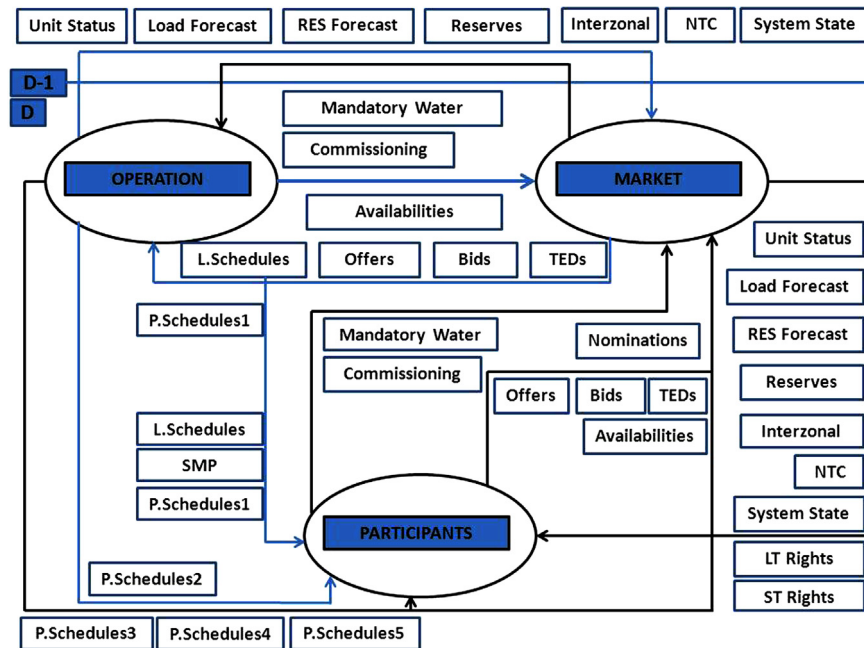 Unit Status
Load Forecast
RES Forecast
Reserves
Interzonal
NTC
System State
D-1
D
Mandatory Water
Commissioning
OPERATION
MARKET
Availabilities
Unit Status
L.Schedules
Offers
Bids
TEDs
Load Forecast
P.Schedules1
Mandatory Water
Nominations
RES Forecast
Commissioning
Offers
Bids
TEDs
Reserves
L.Schedules
Availabilities
Interzonal
SMP
NTC
P.Schedules1
System State
PARTICIPANTS
LT Rights
P.Schedules2
ST Rights
P.Schedules3
P.Schedules4
P.Schedules5